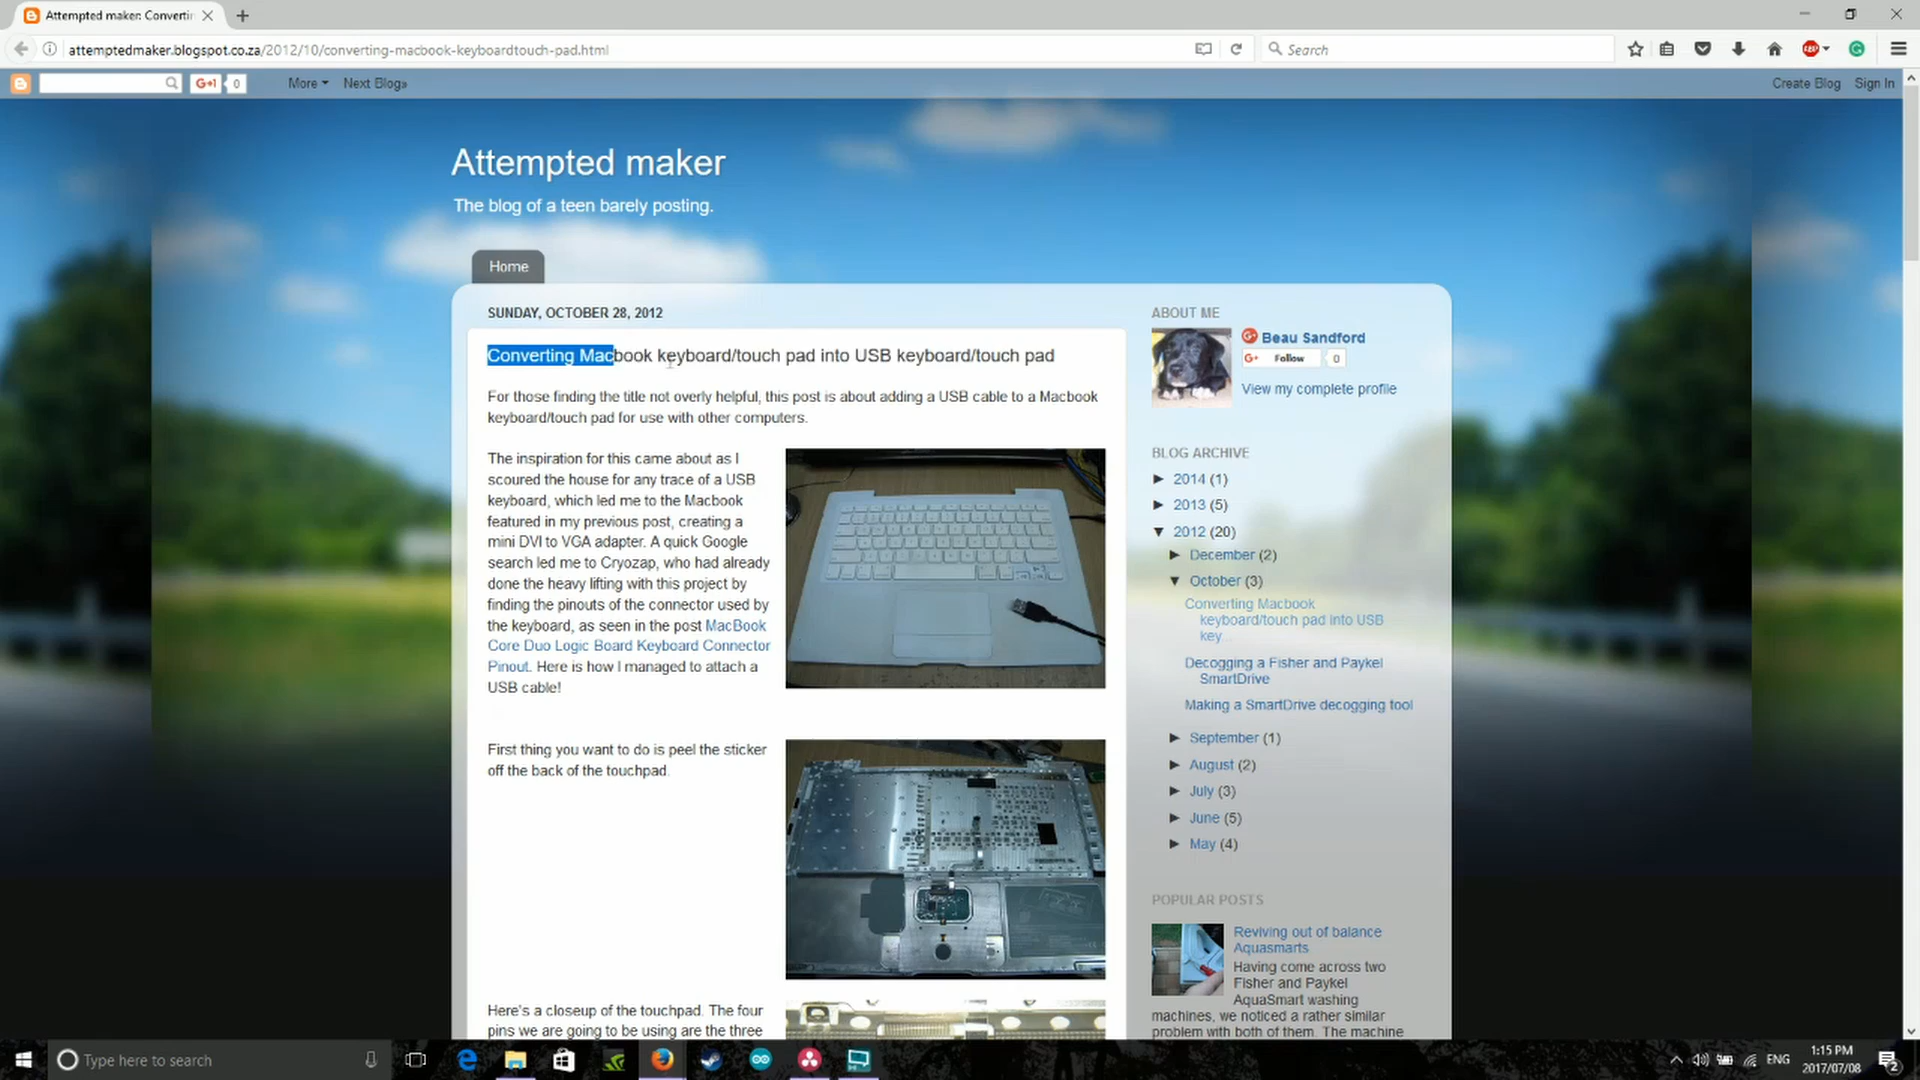 Attempted maker: Convertin
attemptedmaker.blogspot.co.za/2012/10/converting-macbook-keyboardtouch-pad.html
Search
ABP
G+1 0
More
Next Blog»
Create Blog
Sign In
Attempted maker
The blog of a teen barely posting.
Home
SUNDAY, OCTOBER 28, 2012
Converting Macbook keyboard/touch pad into USB keyboard/touch pad
For those finding the title not overly helpful, this post is about adding a USB cable to a Macbook
keyboard/touch pad for use with other computers.
The inspiration for this came about as I
scoured the house for any trace of a USB
keyboard, which led me to the Macbook
featured in my previous post, creating a
mini DVI to VGA adapter. A quick Google
search led me to Cryozap, who had already
done the heavy lifting with this project by
finding the pinouts of the connector used by
the keyboard, as seen in the post MacBook
Core Duo Logic Board Keyboard Connector
Pinout. Here is how I managed to attach a
USB cable!
First thing you want to do is peel the sticker
off the back of the touchpad.
Here's a closeup of the touchpad. The four
pins we are going to be using are the three
ABOUT ME
Beau Sandford
G+ Follow 0
View my complete profile
BLOG ARCHIVE
► 2014 (1)
► 2013 (5)
▼ 2012 (20)
► December (2)
▼ October (3)
Converting Macbook
keyboard/touch pad into USB
key...
Decogging a Fisher and Paykel
SmartDrive
Making a SmartDrive decogging tool
► September (1)
► August (2)
► July (3)
► June (5)
► May (4)
POPULAR POSTS
Reviving out of balance
Aquasmarts
Having come across two
Fisher and Paykel
AquaSmart washing
machines, we noticed a rather similar
problem with both of them. The machine
Type here to search
ENG
1:15 PM
2017/07/08
2